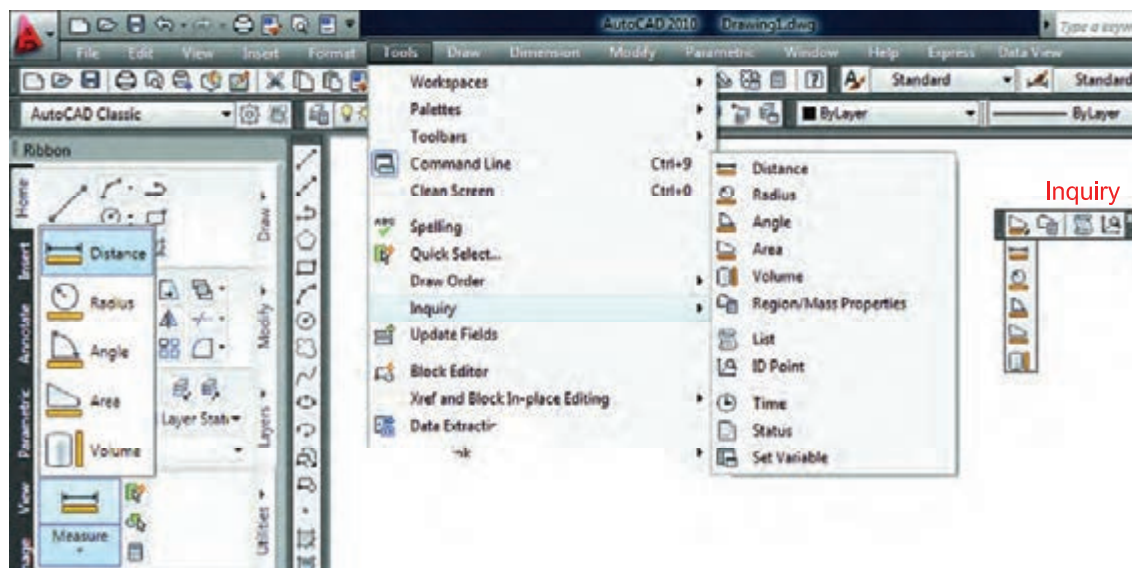 AutoCAD 2010 Drawing1.dwg
Type a keyw
File Edit View Insert Format Tools Draw Dimension Modify Parametric Window Help Express Data View
Standard Standard
AutoCAD Classic ByLayer ByLayer
Ribbon
Home
Insert
Annotate
Parametric
View
Draw
Modify
Layers
Utilities
Distance
Radius
Angle
Area
Volume
Layer Stat
Measure
Workspaces
Palettes
Toolbars
Command Line Ctrl+9
Clean Screen Ctrl+0
ABC
Spelling
Quick Select...
Draw Order
Inquiry
Update Fields
Block Editor
Xref and Block In-place Editing
Data Extractir
Distance
Radius
Angle
Area
Volume
Region/Mass Properties
List
ID Point
Time
Status
Set Variable
Inquiry